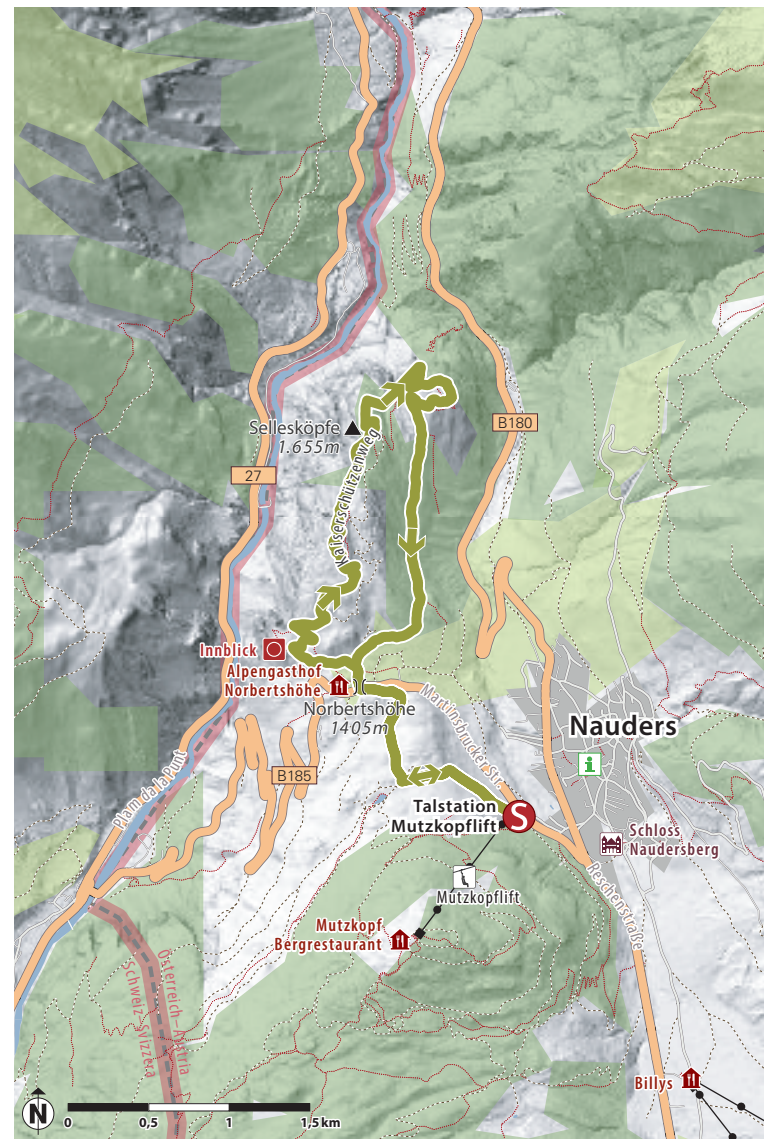 Sellesköpfe
1.655m
Kaiserschützenweg
B180
27
Innblick
Alpengasthof
Norbertshöhe
Norbertshöhe
1405m
Martinsbrucker Str.
Nauders
i
B185
Plam da la Punt
Talstation
Mutzkopflift
S
Schloss
Naudersberg
Mutzkopflift
Reschenstraße
Mutzkopf
Bergrestaurant
Österreich–Austria
Schweiz–Svizzera
Billys
N
0 0,5 1 1,5 km